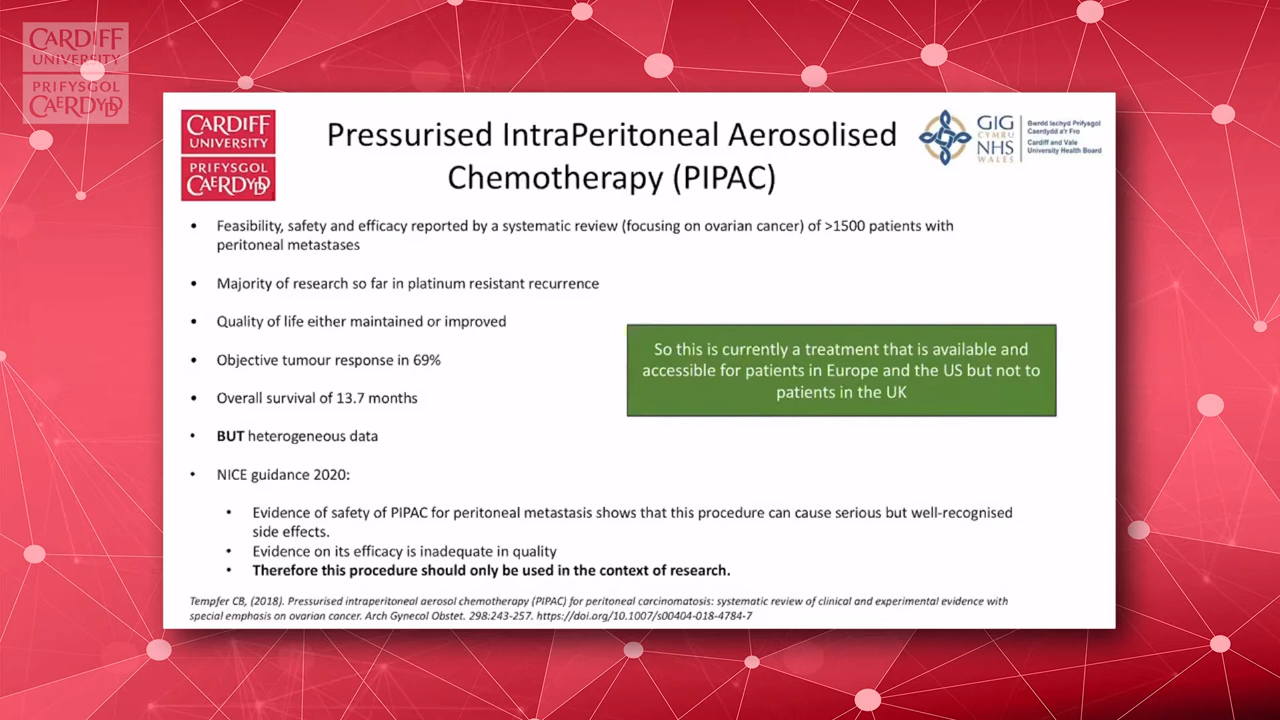 CARDIFF
UNIVERSITY
PRIFYSGOL
CAERDYDD
CARDIFF
UNIVERSITY
PRIFYSGOL
CAERDYDD
Pressurised IntraPeritoneal Aerosolised
Chemotherapy (PIPAC)
GIG
CYMRU
NHS
WALES
Bwrdd Iechyd Prifysgol
Caerdydd a'r Fro
Cardiff and Vale
University Health Board
• Feasibility, safety and efficacy reported by a systematic review (focusing on ovarian cancer) of >1500 patients with
peritoneal metastases
• Majority of research so far in platinum resistant recurrence
• Quality of life either maintained or improved
• Objective tumour response in 69%
• Overall survival of 13.7 months
• BUT heterogeneous data
• NICE guidance 2020:
• Evidence of safety of PIPAC for peritoneal metastasis shows that this procedure can cause serious but well-recognised
side effects.
• Evidence on its efficacy is inadequate in quality
• Therefore this procedure should only be used in the context of research.
So this is currently a treatment that is available and
accessible for patients in Europe and the US but not to
patients in the UK
Tempfer CB, (2018). Pressurised intraperitoneal aerosol chemotherapy (PIPAC) for peritoneal carcinomatosis: systematic review of clinical and experimental evidence with
special emphasis on ovarian cancer. Arch Gynecol Obstet. 298:243-257. https://doi.org/10.1007/s00404-018-4784-7